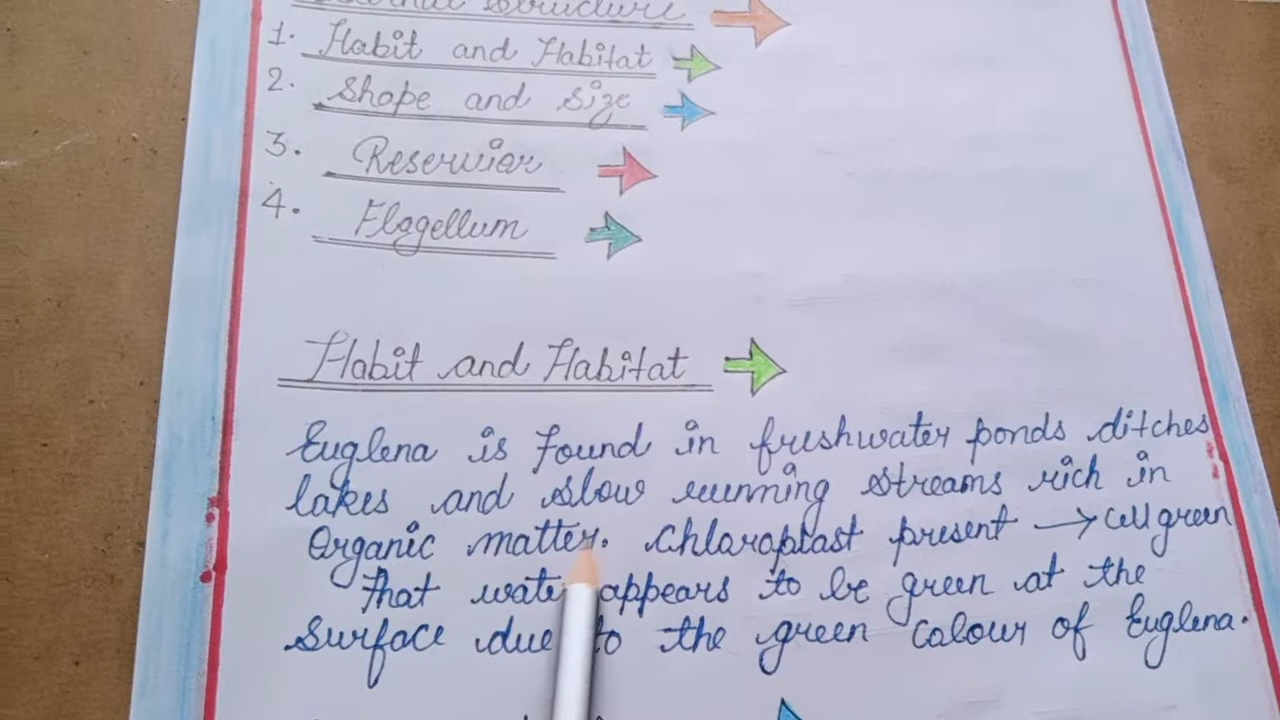 Structure
1. Habit and Habitat
2. Shape and size
3. Reserviar
4. Flagellum
Habit and Habitat
Euglena is found in freshwater ponds ditches
lakes and slow running streams rich in
Organic matter. Chloroplast present → cell green
that water appears to be green at the
Surface due to the green colour of Euglena.